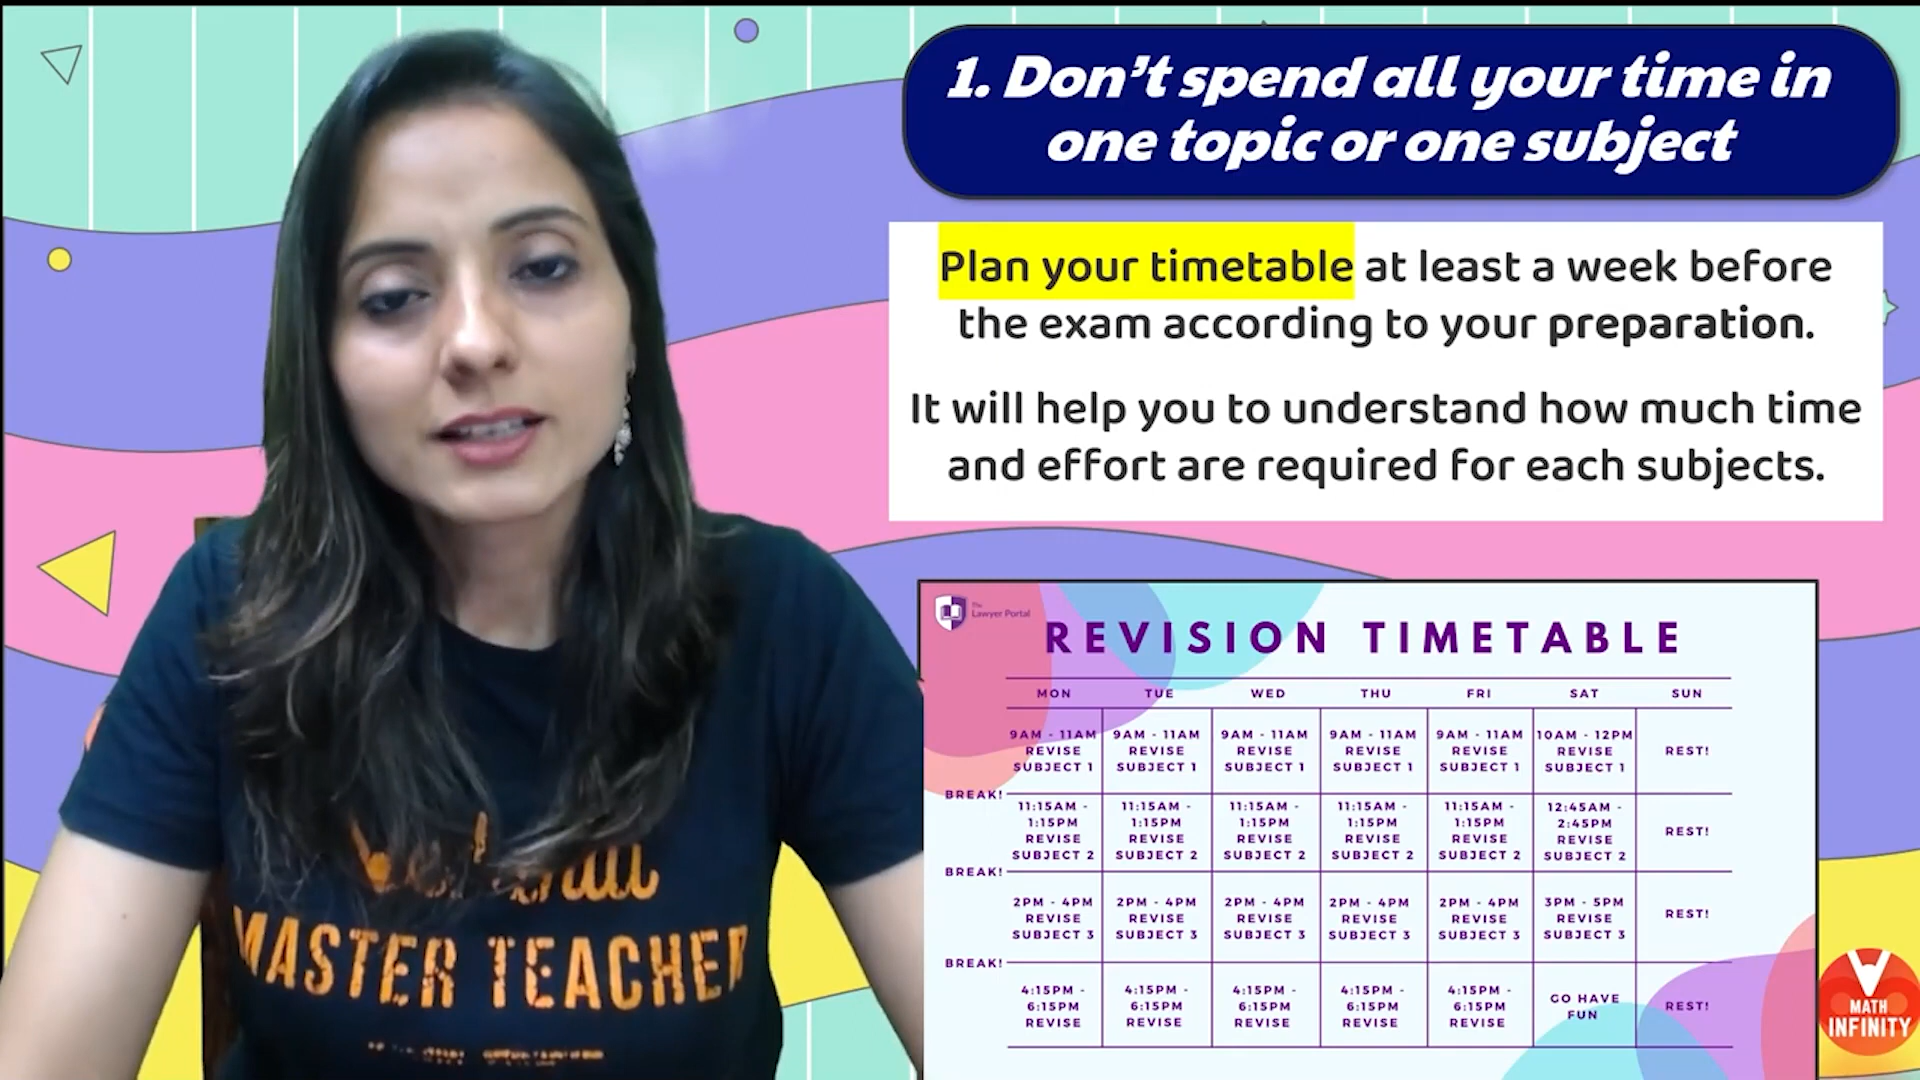 1. Don't spend all your time in
one topic or one subject
Plan your timetable at least a week before
the exam according to your preparation.
It will help you to understand how much time
and effort are required for each subjects.
The
Lawyer Portal
REVISION TIMETABLE
MON TUE WED THU FRI SAT SUN
9AM - 11AM 9AM - 11AM 9AM - 11AM 9AM - 11AM 9AM - 11AM 10AM - 12PM
REVISE REVISE REVISE REVISE REVISE REVISE REST!
SUBJECT 1 SUBJECT 1 SUBJECT 1 SUBJECT 1 SUBJECT 1 SUBJECT 1
BREAK!
11:15AM - 11:15AM - 11:15AM - 11:15AM - 11:15AM - 12:45AM -
1:15PM 1:15PM 1:15PM 1:15PM 1:15PM 2:45PM
REVISE REVISE REVISE REVISE REVISE REVISE REST!
SUBJECT 2 SUBJECT 2 SUBJECT 2 SUBJECT 2 SUBJECT 2 SUBJECT 2
BREAK!
2PM - 4PM 2PM - 4PM 2PM - 4PM 2PM - 4PM 2PM - 4PM 3PM - 5PM
REVISE REVISE REVISE REVISE REVISE REVISE REST!
SUBJECT 3 SUBJECT 3 SUBJECT 3 SUBJECT 3 SUBJECT 3 SUBJECT 3
BREAK!
4:15PM - 4:15PM - 4:15PM - 4:15PM - 4:15PM - GO HAVE
6:15PM 6:15PM 6:15PM 6:15PM 6:15PM FUN REST!
REVISE REVISE REVISE REVISE REVISE
MASTER TEACHER
MATH
INFINITY